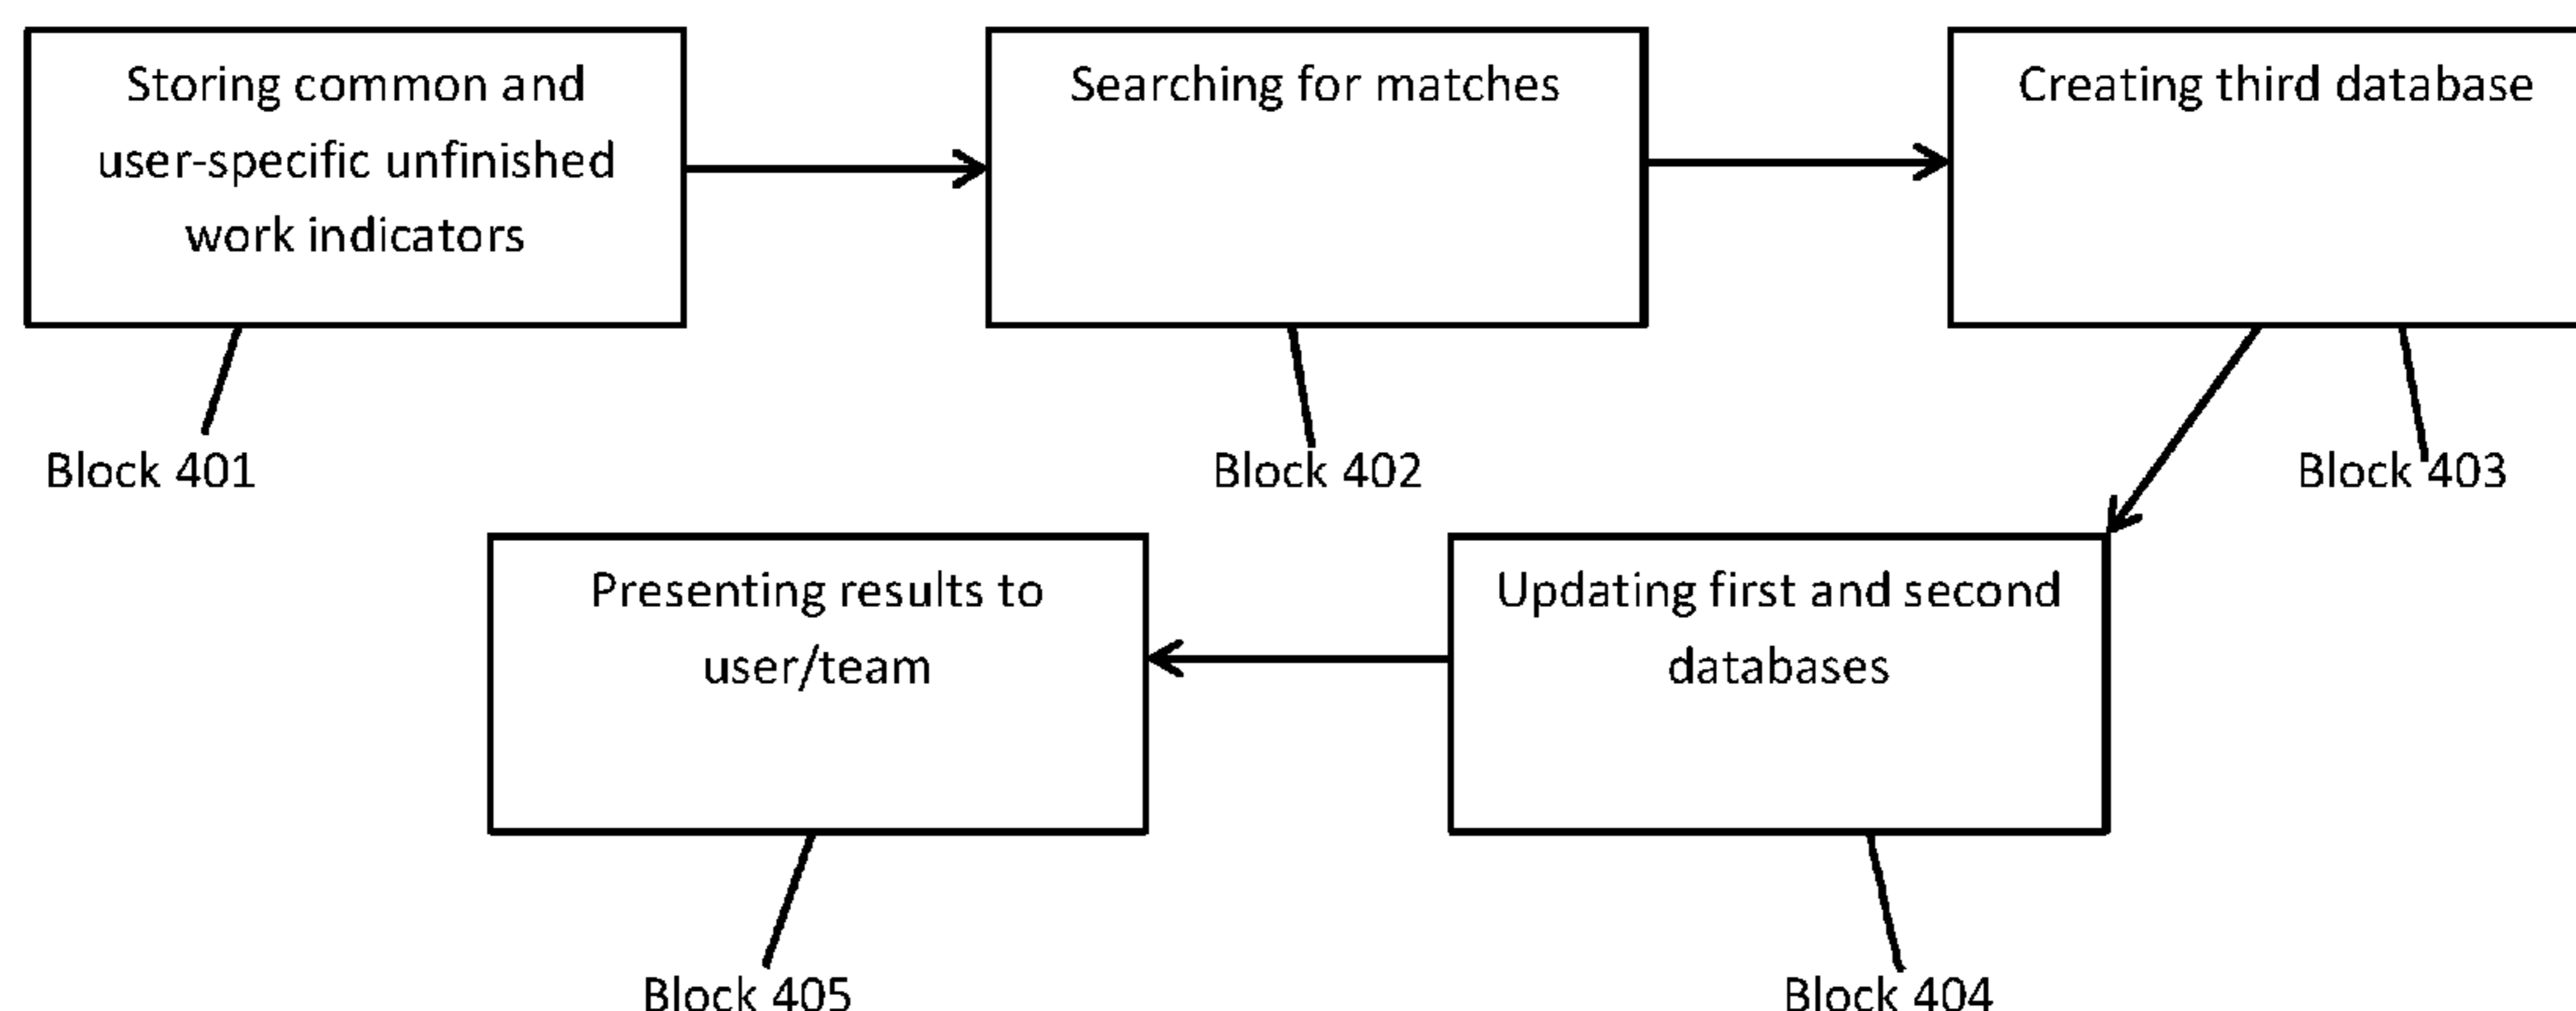 Storing common and
user-specific unfinished
work indicators
Searching for matches
Creating third database
Block 401
Block 402
Block 403
Presenting results to
user/team
Updating first and second
databases
Block 405
Block 404